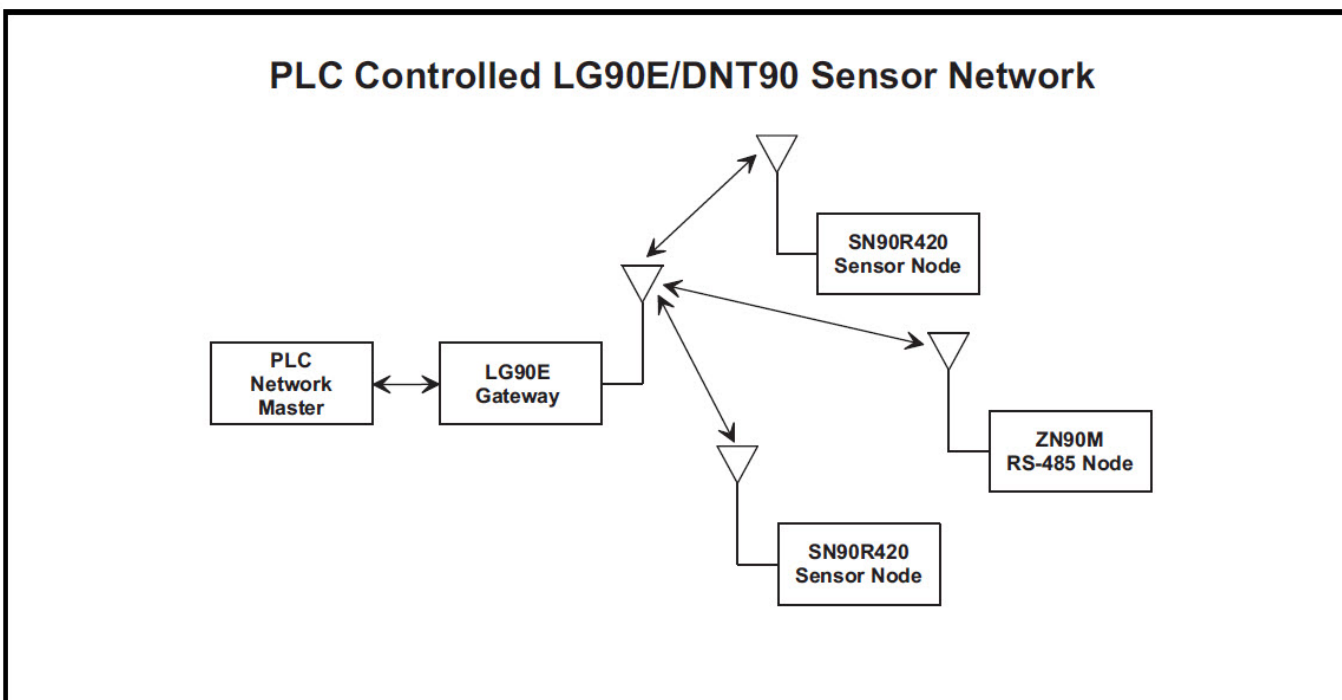 PLC Controlled LG90E/DNT90 Sensor Network
SN90R420
Sensor Node
PLC
Network
Master
LG90E
Gateway
ZN90M
RS-485 Node
SN90R420
Sensor Node